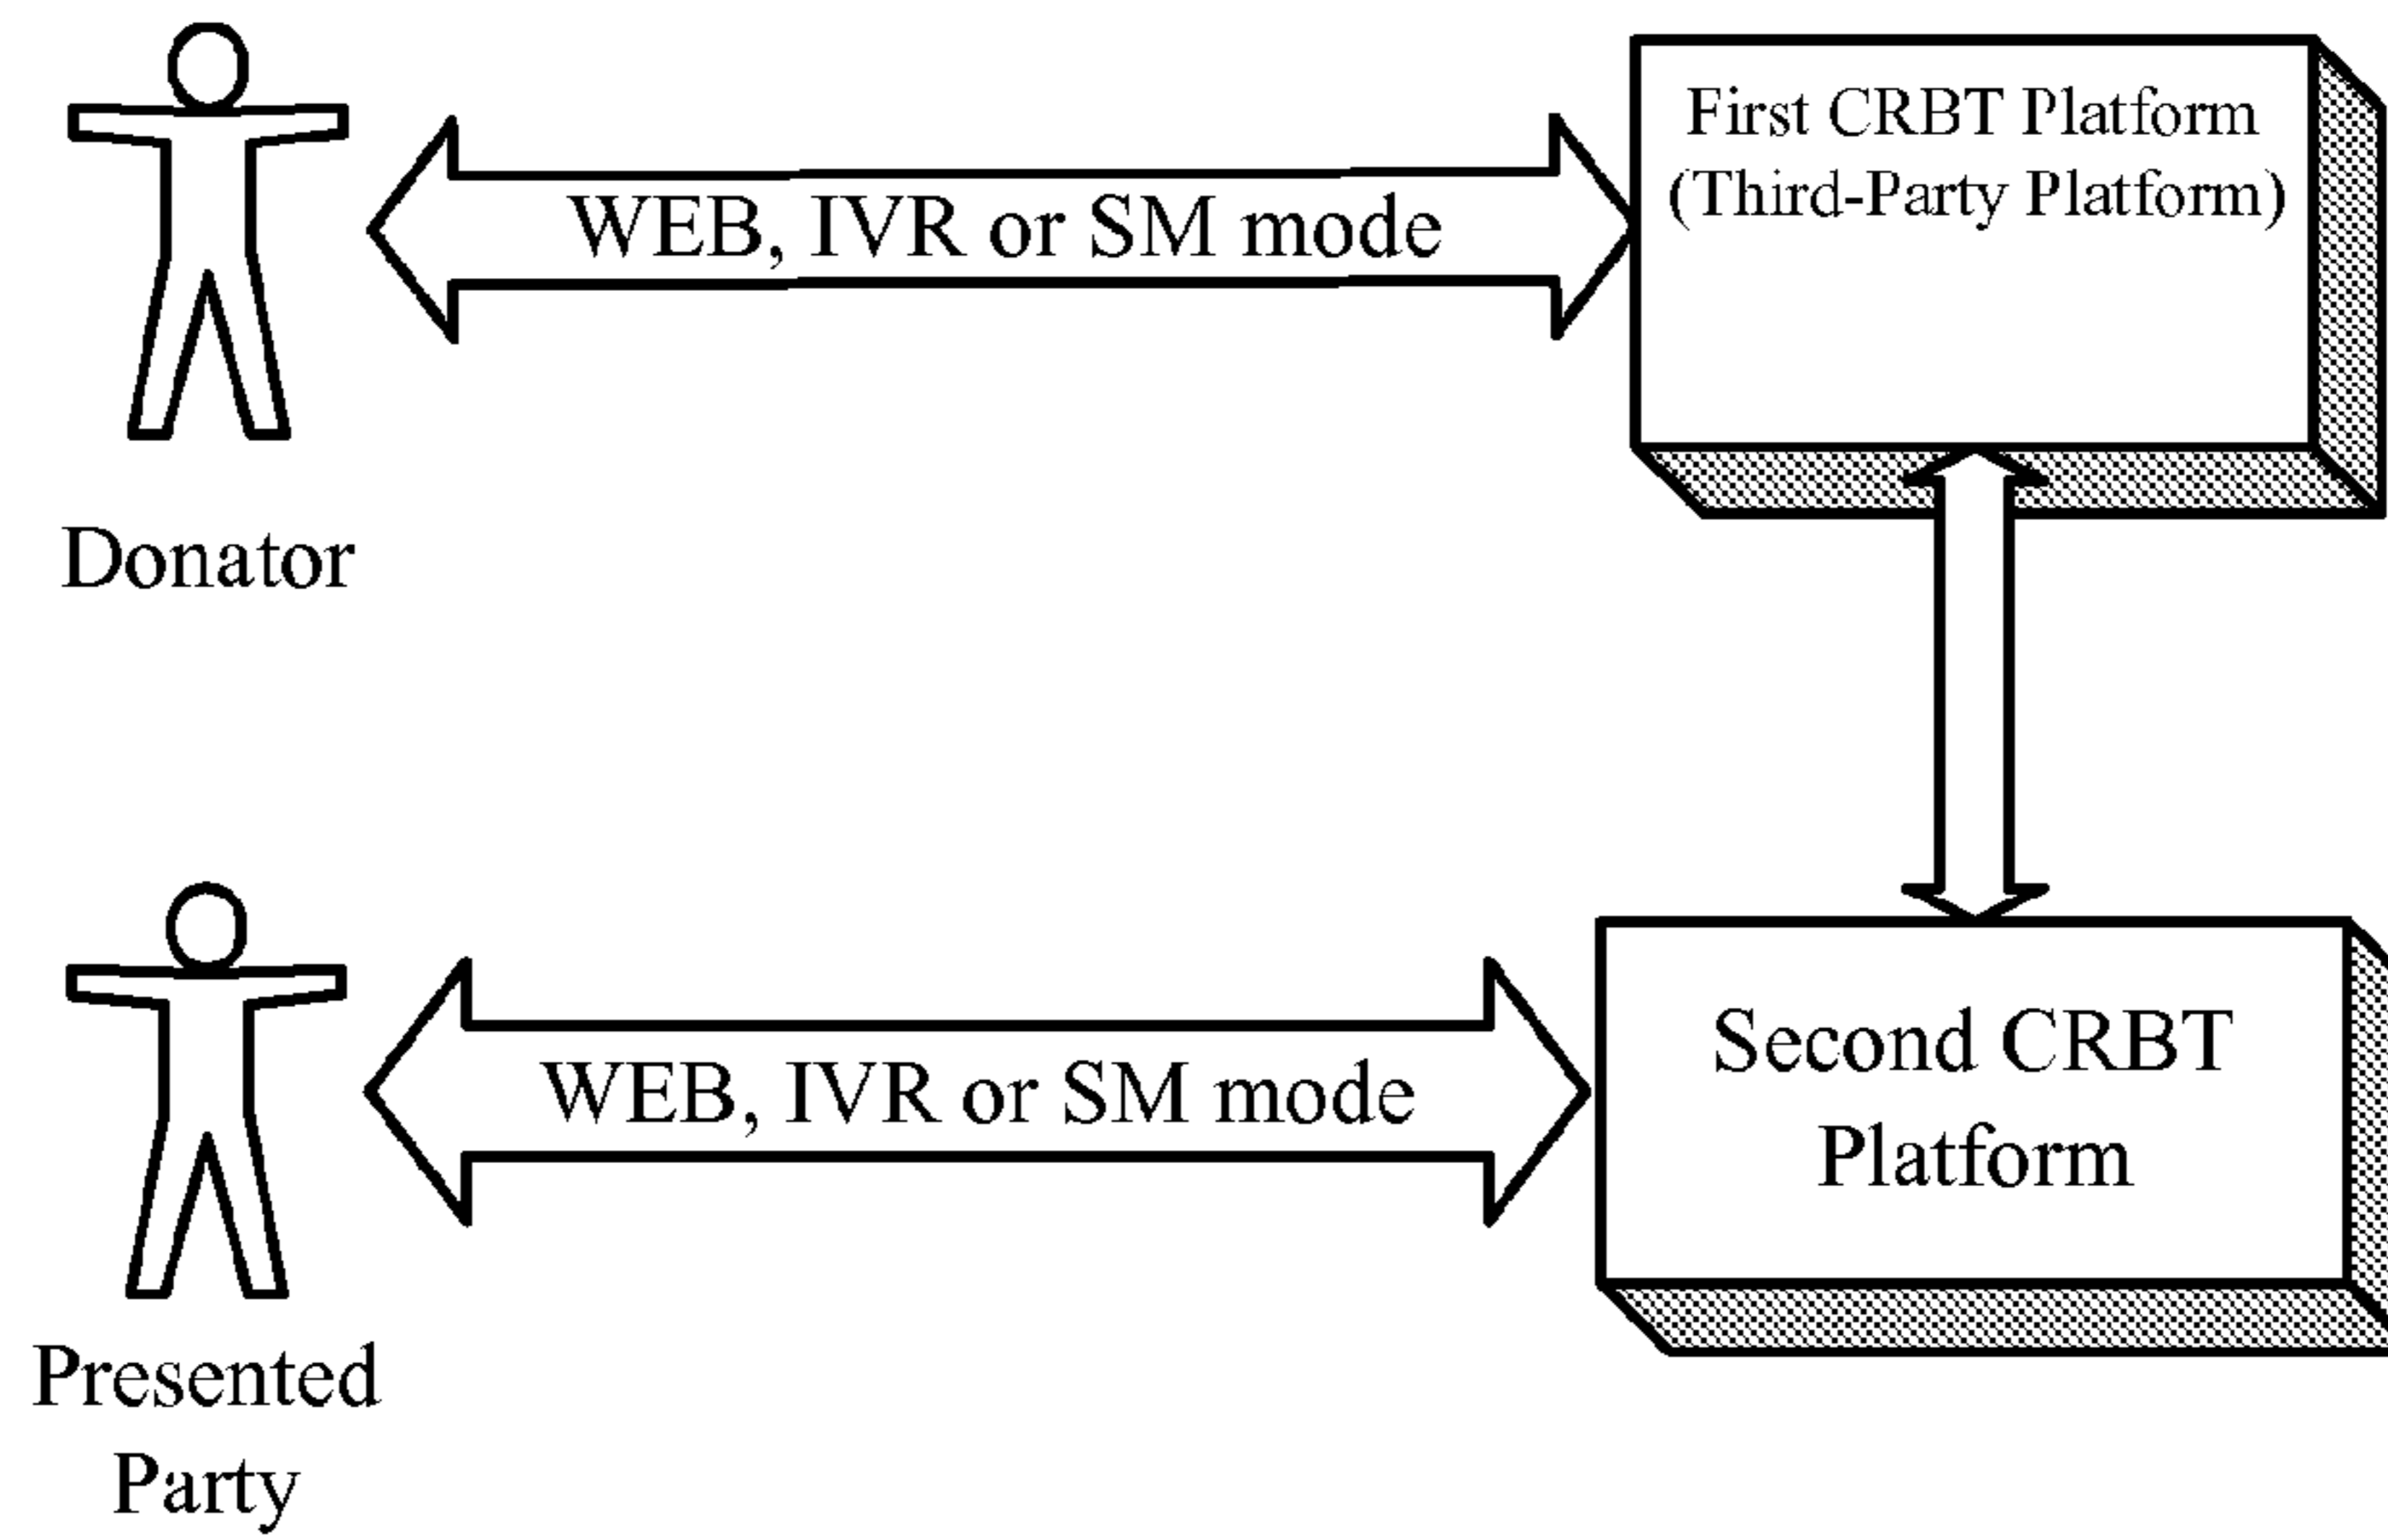 First CRBT Platform
(Third-Party Platform)
WEB, IVR or SM mode
Donator
Second CRBT
Platform
WEB, IVR or SM mode
Presented
Party